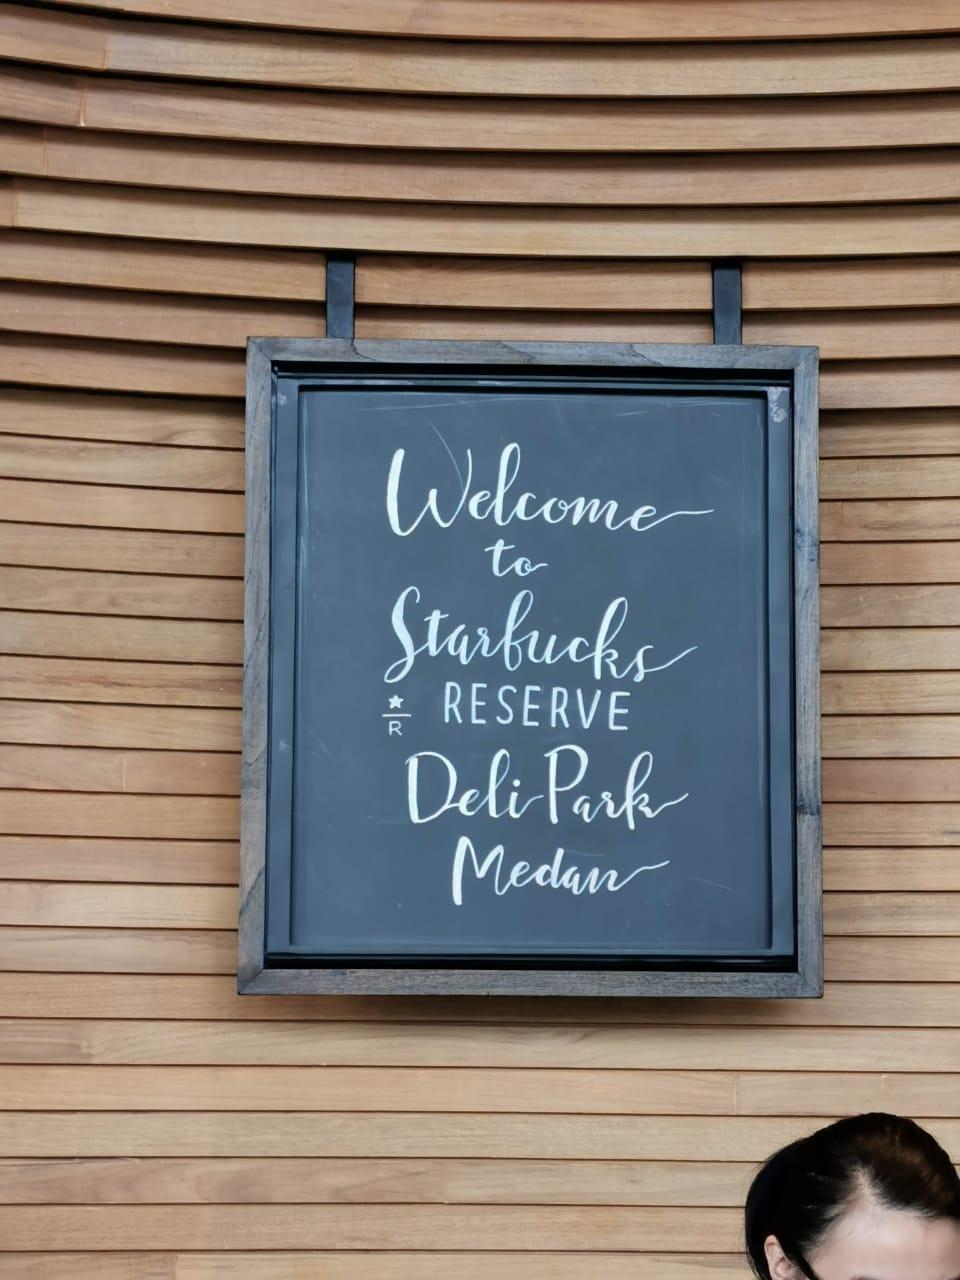 Welcome
to
Starbucks
★
R RESERVE
Deli Park
Medan